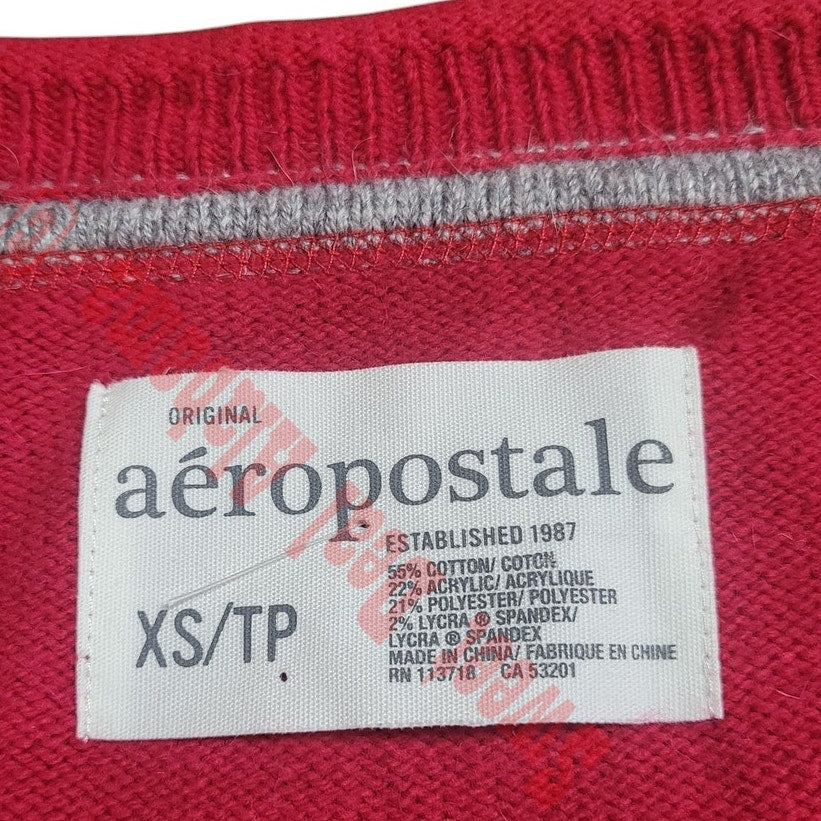 ORIGINAL
aéropostale
ESTABLISHED 1987
55% COTTON/ COTON
22% ACRYLIC/ ACRYLIQUE
21% POLYESTER/ POLYESTER
2% LYCRA ® SPANDEX/
LYCRA ® SPANDEX
MADE IN CHINA/ FABRIQUE EN CHINE
RN 113718 CA 53201
XS/TP